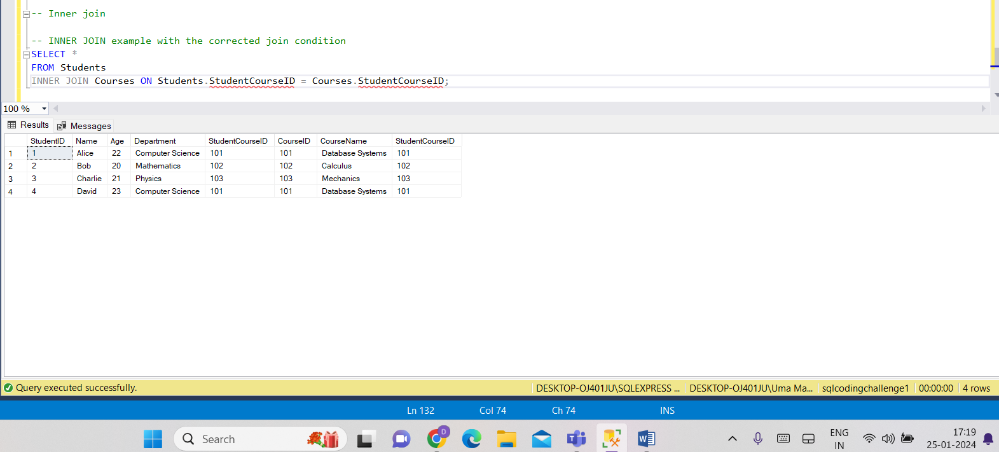 -- Inner join
-- INNER JOIN example with the corrected join condition
SELECT *
FROM Students
INNER JOIN Courses ON Students.StudentCourseID = Courses.StudentCourseID;
100 %
Results Messages
StudentID Name Age Department StudentCourseID CourseID CourseName StudentCourseID
1 1 Alice 22 Computer Science 101 101 Database Systems 101
2 2 Bob 20 Mathematics 102 102 Calculus 102
3 3 Charlie 21 Physics 103 103 Mechanics 103
4 4 David 23 Computer Science 101 101 Database Systems 101
Query executed successfully. DESKTOP-OJ401JU\SQLEXPRESS ... DESKTOP-OJ401JU\Uma Ma... sqlcodingchallenge1 00:00:00 4 rows
Ln 132 Col 74 Ch 74 INS
Search D ENG 17:19
IN 25-01-2024